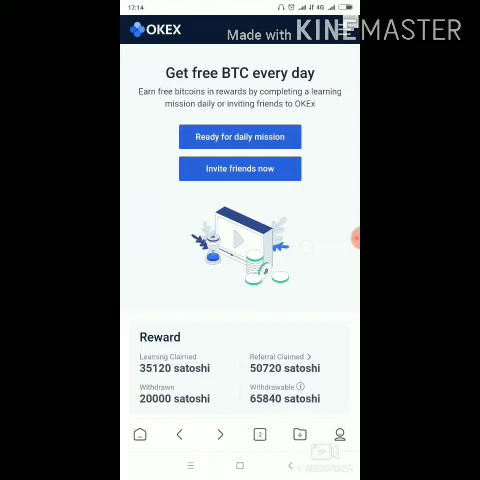 17:14
4G
OKEX
Made with KINEMASTER
Get free BTC every day
Earn free bitcoins in rewards by completing a learning
mission daily or inviting friends to OKEx
Ready for daily mission
Invite friends now
Reward
Learning Claimed
Referral Claimed >
35120 satoshi
50720 satoshi
Withdrawn
Withdrawable
20000 satoshi
65840 satoshi
2
V RECORDER